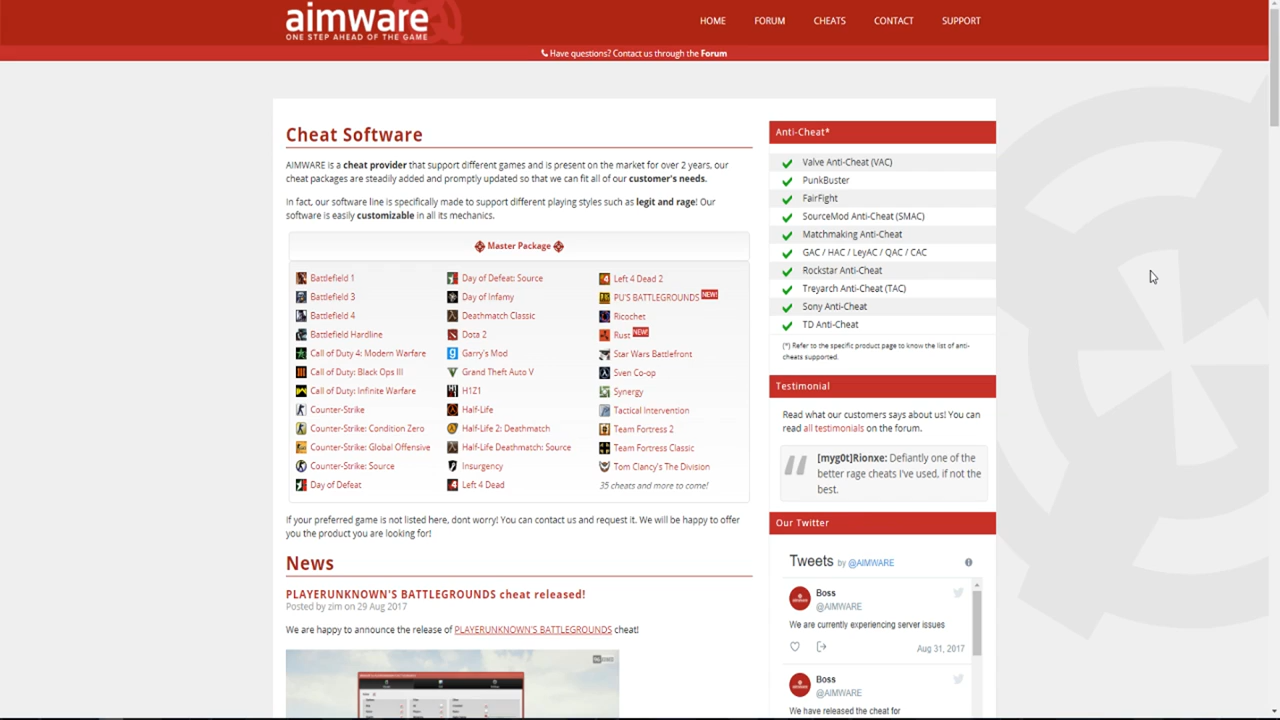 aimware
ONE STEP AHEAD OF THE GAME
HOME FORUM CHEATS CONTACT SUPPORT
Have questions? Contact us through the Forum
Cheat Software
AIMWARE is a cheat provider that support different games and is present on the market for over 2 years, our
cheat packages are steadily added and promptly updated so that we can fit all of our customer's needs.
In fact, our software line is specifically made to support different playing styles such as legit and rage! Our
software is easily customizable in all its mechanics.
Master Package
Battlefield 1
Battlefield 3
Battlefield 4
Battlefield Hardline
Call of Duty 4: Modern Warfare
Call of Duty: Black Ops III
Call of Duty: Infinite Warfare
Counter-Strike
Counter-Strike: Condition Zero
Counter-Strike: Global Offensive
Counter-Strike: Source
Day of Defeat
Day of Defeat: Source
Day of Infamy
Deathmatch Classic
Dota 2
Garry's Mod
Grand Theft Auto V
H1Z1
Half-Life
Half-Life 2: Deathmatch
Half-Life Deathmatch: Source
Insurgency
Left 4 Dead
Left 4 Dead 2
PU'S BATTLEGROUNDS NEW!
Ricochet
Rust NEW!
Star Wars Battlefront
Sven Co-op
Synergy
Tactical Intervention
Team Fortress 2
Team Fortress Classic
Tom Clancy's The Division
35 cheats and more to come!
If your preferred game is not listed here, dont worry! You can contact us and request it. We will be happy to offer
you the product you are looking for!
News
PLAYERUNKNOWN'S BATTLEGROUNDS cheat released!
Posted by zim on 29 Aug 2017
We are happy to announce the release of PLAYERUNKNOWN'S BATTLEGROUNDS cheat!
Anti-Cheat*
Valve Anti-Cheat (VAC)
PunkBuster
FairFight
SourceMod Anti-Cheat (SMAC)
Matchmaking Anti-Cheat
GAC / HAC / LeyAC / QAC / CAC
Rockstar Anti-Cheat
Treyarch Anti-Cheat (TAC)
Sony Anti-Cheat
TD Anti-Cheat
(*) Refer to the specific product page to know the list of anti-
cheats supported.
Testimonial
Read what our customers says about us! You can
read all testimonials on the forum.
[myg0t]Rionxe: Defiantly one of the
better rage cheats I've used, if not the
best.
Our Twitter
Tweets by @AIMWARE
Boss
@AIMWARE
We are currently experiencing server issues
Aug 31, 2017
Boss
@AIMWARE
We have released the cheat for